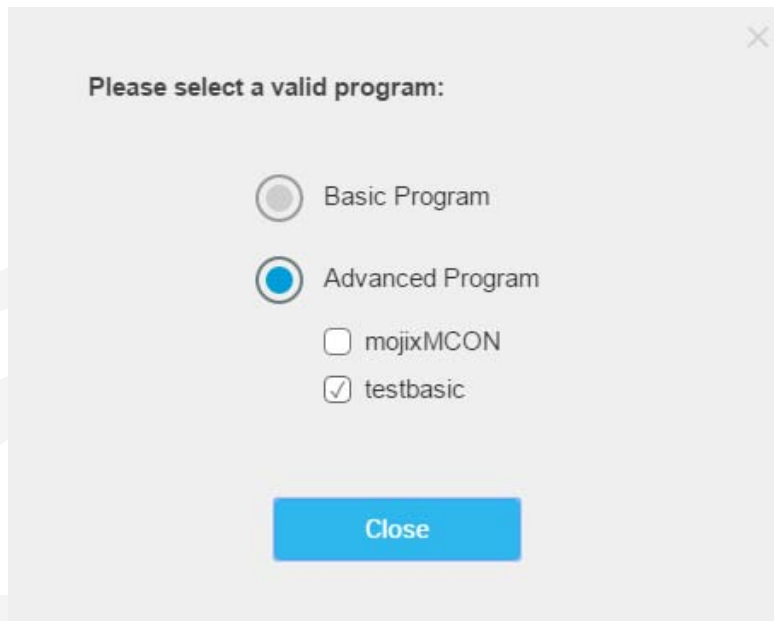 Please select a valid program:
Basic Program
Advanced Program
mojixMCON
testbasic
Close